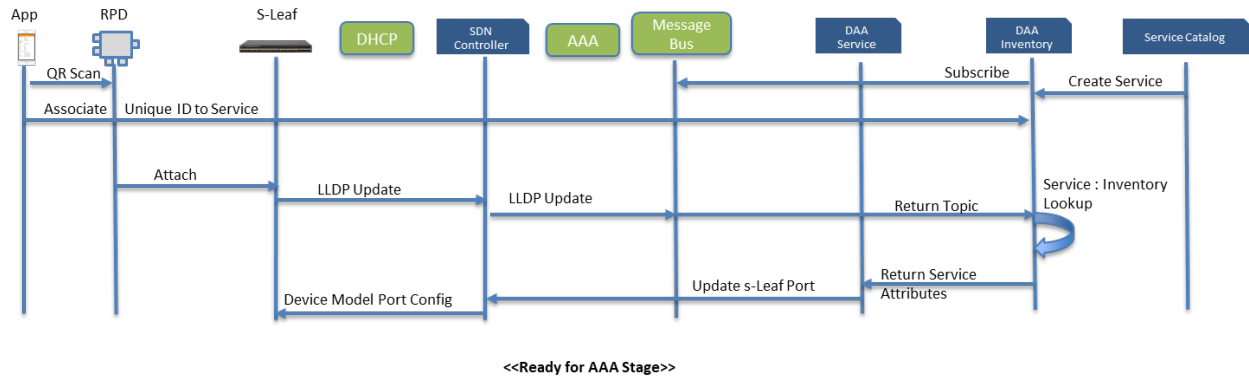 App
RPD
S-Leaf
DHCP
SDN
Controller
AAA
Message
Bus
DAA
Service
DAA
Inventory
Service Catalog
QR Scan
Subscribe
Create Service
Associate
Unique ID to Service
Attach
LLDP Update
LLDP Update
Return Topic
Service : Inventory
Lookup
Return Service
Attributes
Update s-Leaf Port
Device Model Port Config
<<Ready for AAA Stage>>